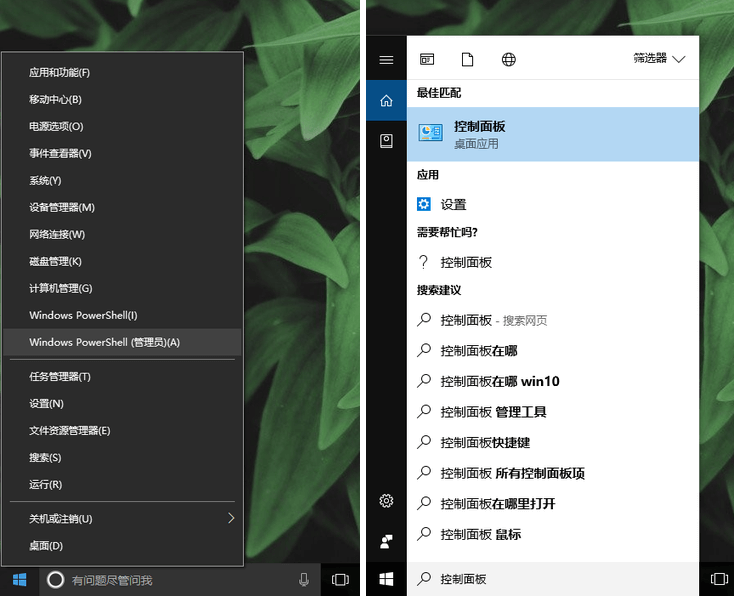 应用和功能(F)
移动中心(B)
电源选项(O)
事件查看器(V)
系统(Y)
设备管理器(M)
网络连接(W)
磁盘管理(K)
计算机管理(G)
Windows PowerShell(I)
Windows PowerShell (管理员)(A)
任务管理器(T)
设置(N)
文件资源管理器(E)
搜索(S)
运行(R)
关机或注销(U)
桌面(D)
有问题尽管问我
筛选器
最佳匹配
控制面板
桌面应用
应用
设置
需要帮忙吗?
控制面板
搜索建议
控制面板 - 搜索网页
控制面板在哪
控制面板在哪 win10
控制面板 管理工具
控制面板快捷键
控制面板 所有控制面板项
控制面板在哪里打开
控制面板 鼠标
控制面板